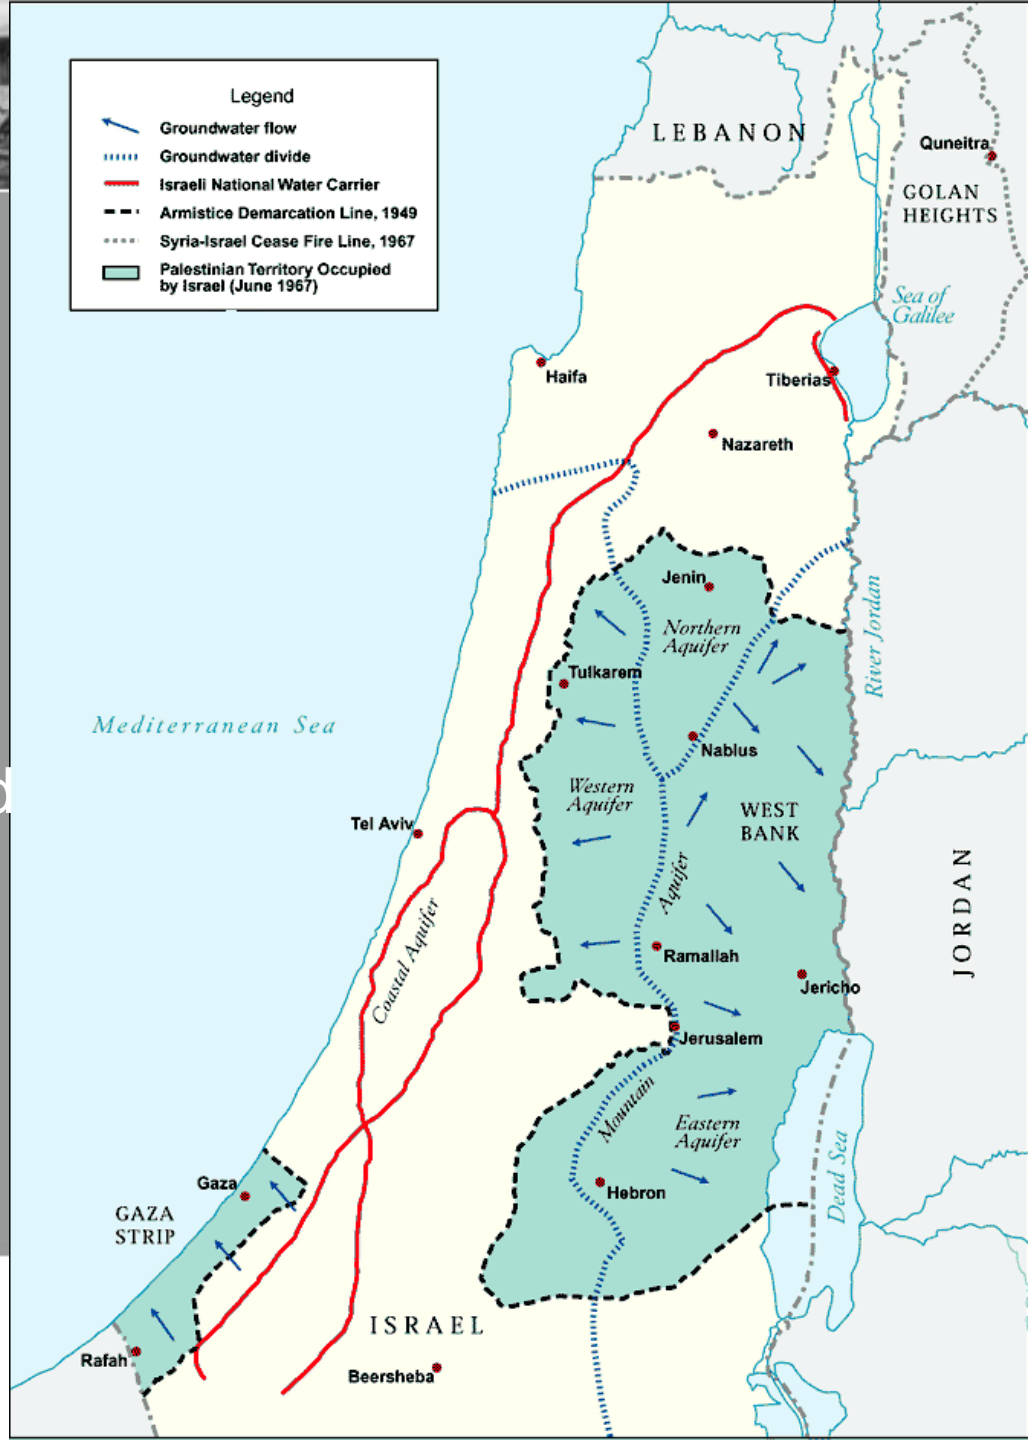 Legend
Groundwater flow
Groundwater divide
Israeli National Water Carrier
Armistice Demarcation Line, 1949
Syria-Israel Cease Fire Line, 1967
Palestinian Territory Occupied
by Israel (June 1967)
LEBANON
Quneitra
GOLAN
HEIGHTS
Sea of
Galilee
Haifa
Tiberias
Nazareth
Jenin
Northern
Aquifer
River Jordan
Tulkarem
Mediterranean Sea
Nablus
Western
Aquifer
WEST
BANK
d
Tel Aviv
Aquifer
JORDAN
Coastal Aquifer
Ramallah
Jericho
Jerusalem
Mountain
Eastern
Aquifer
Dead Sea
Gaza
Hebron
GAZA
STRIP
ISRAEL
Rafah
Beersheba